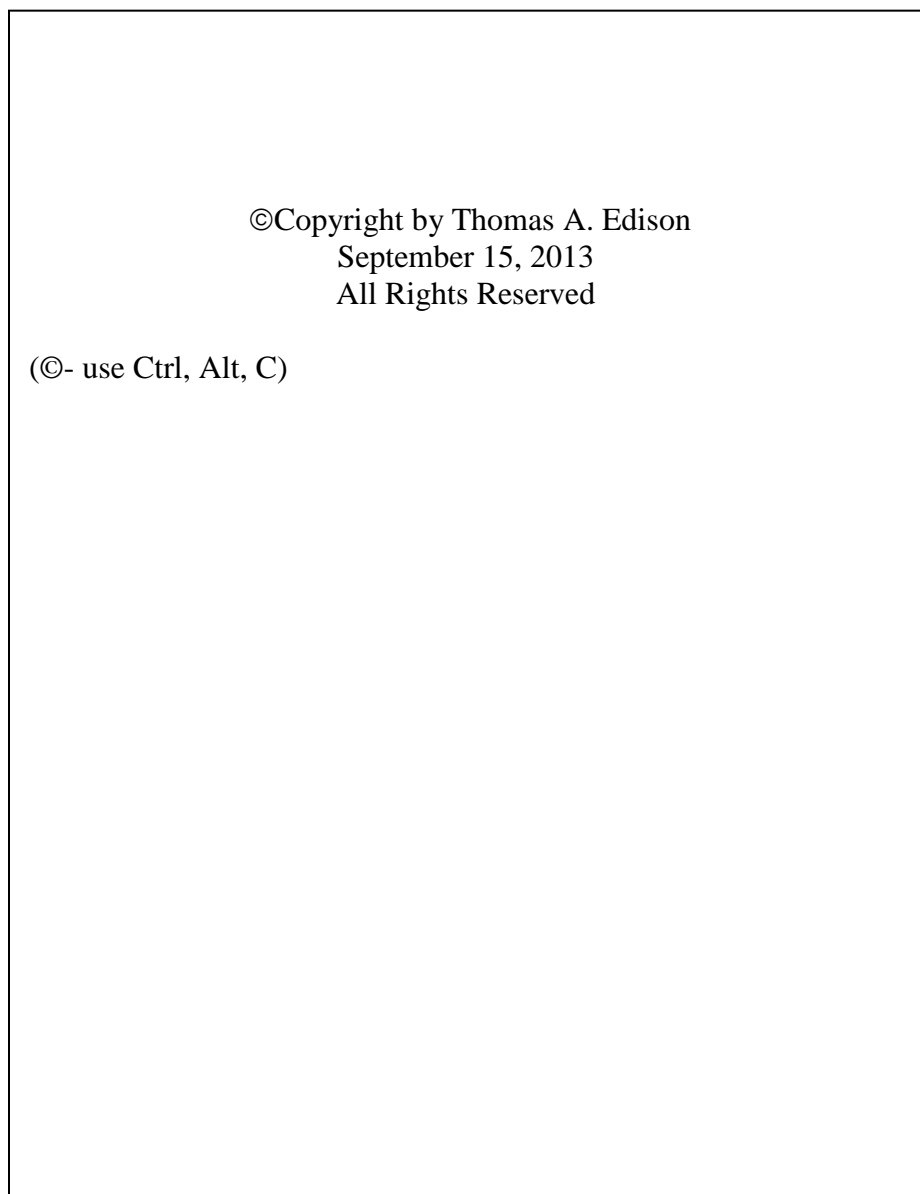 ©Copyright by Thomas A. Edison
September 15, 2013
All Rights Reserved
(©- use Ctrl, Alt, C)